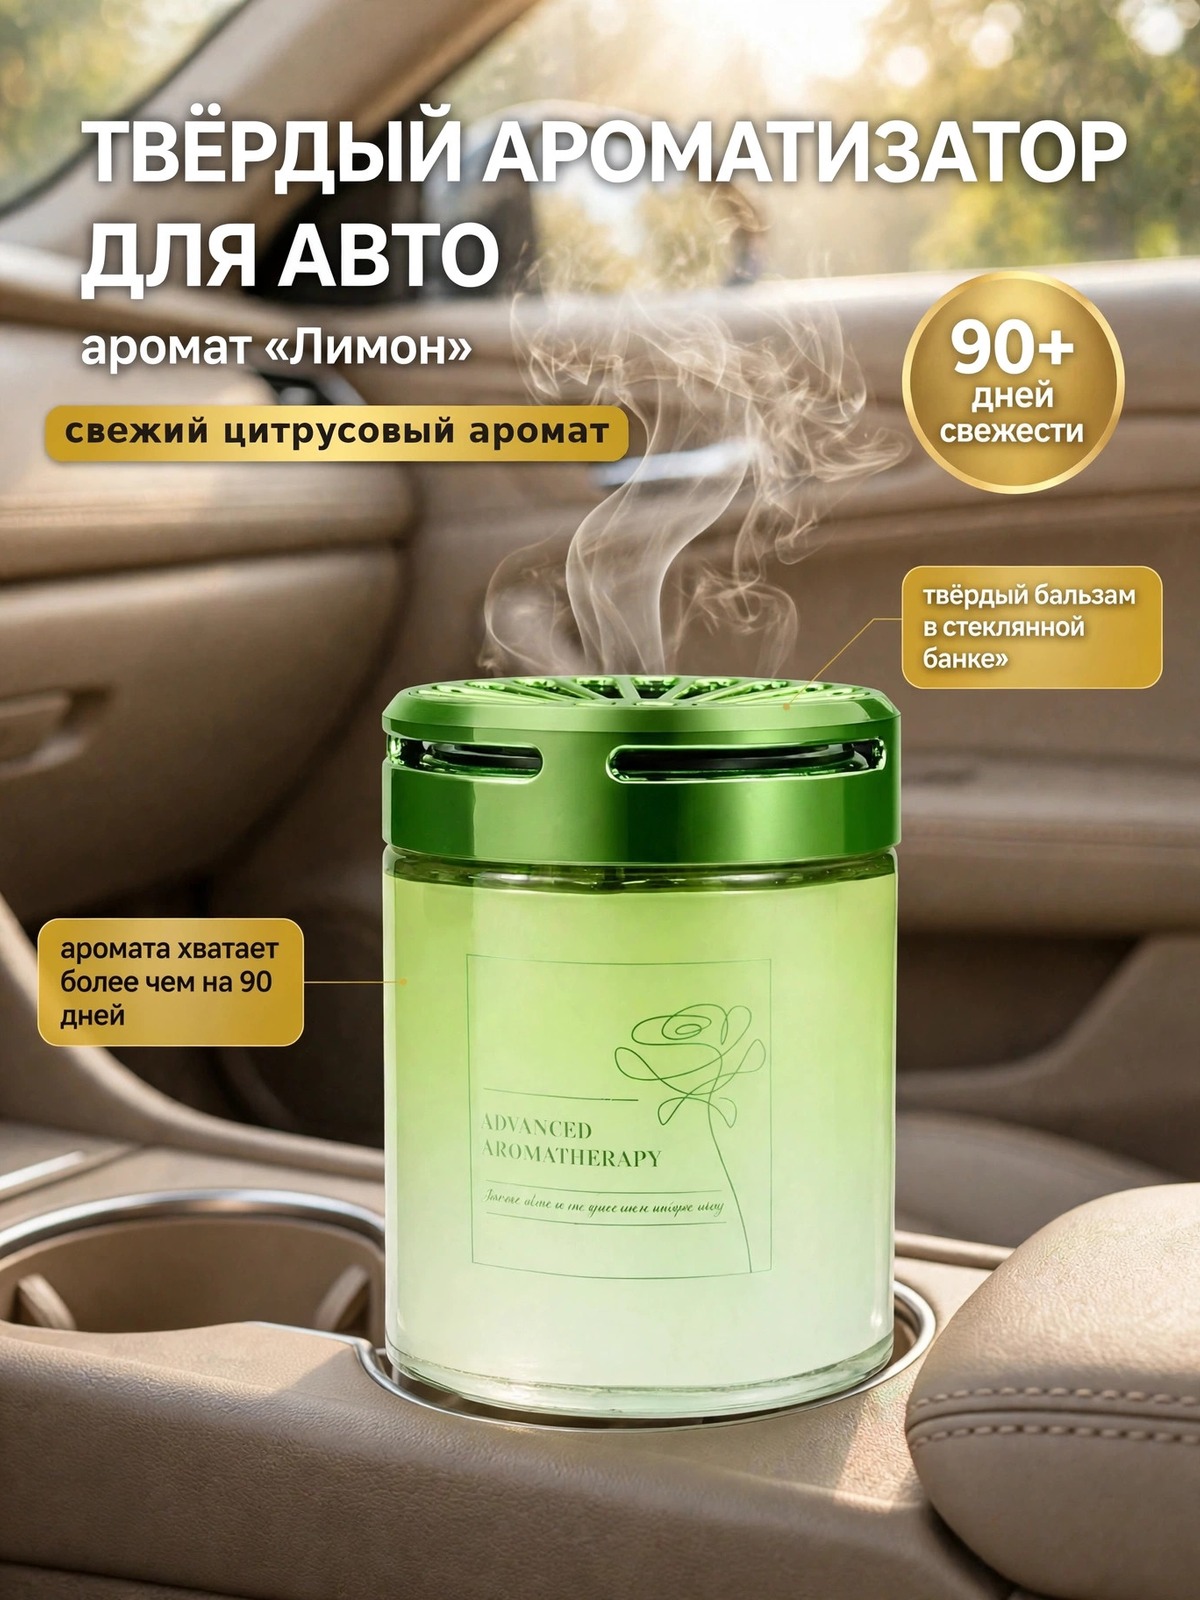 ТВЁРДЫЙ АРОМАТИЗАТОР
ДЛЯ АВТО
аромат «Лимон»
свежий цитрусовый аромат
90+
дней
свежести
твёрдый бальзам
в стеклянной
банке»
аромата хватает
более чем на 90
дней
ADVANCED
AROMATHERAPY